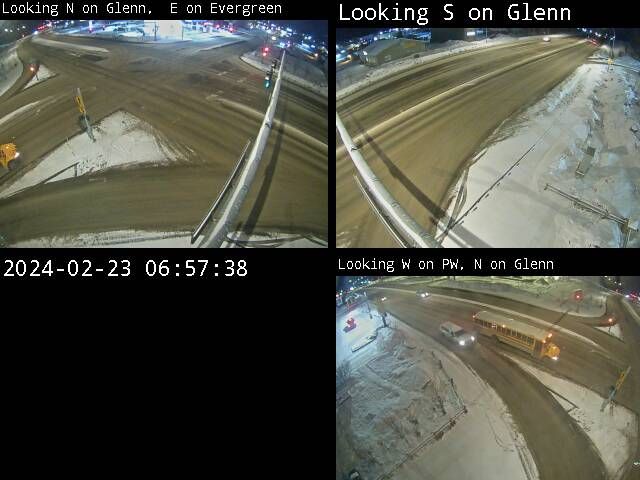 Looking N on Glenn,  E on Evergreen
Looking S on Glenn
2024-02-23 06:57:38
Looking W on PW, N on Glenn